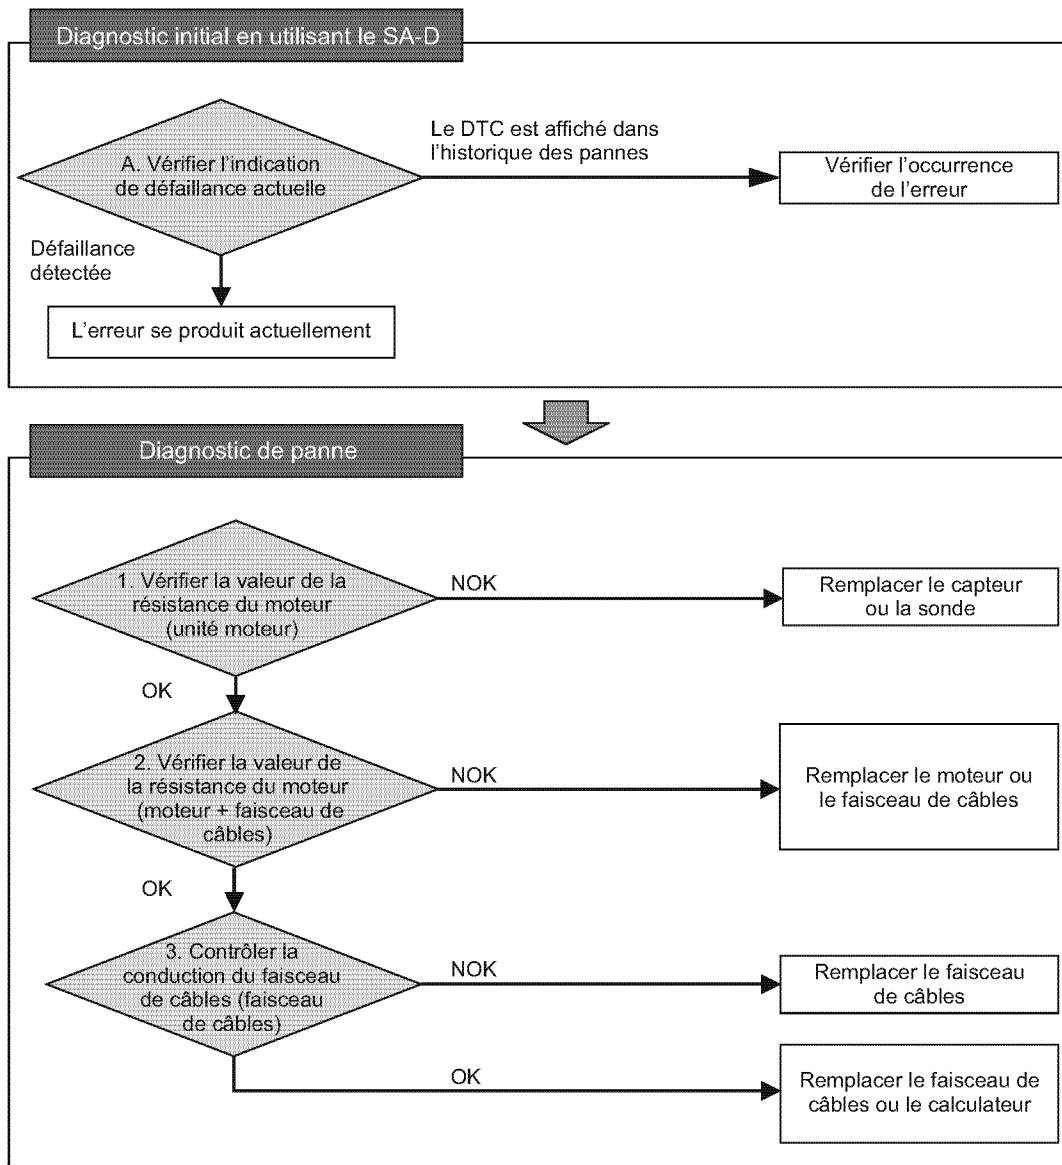 Diagnostic initial en utilisant le SA-D
A. Vérifier l'indication
de défaillance actuelle
Le DTC est affiché dans
l'historique des pannes
Vérifier l'occurrence
de l'erreur
Défaillance
détectée
L'erreur se produit actuellement
Diagnostic de panne
1. Vérifier la valeur de la
résistance du moteur
(unité moteur)
NOK
Remplacer le capteur
ou la sonde
OK
2. Vérifier la valeur de
la résistance du moteur
(moteur + faisceau de
câbles)
NOK
Remplacer le moteur ou
le faisceau de câbles
OK
3. Contrôler la
conduction du faisceau
de câbles (faisceau
de câbles)
NOK
Remplacer le faisceau
de câbles
OK
Remplacer le faisceau de
câbles ou le calculateur